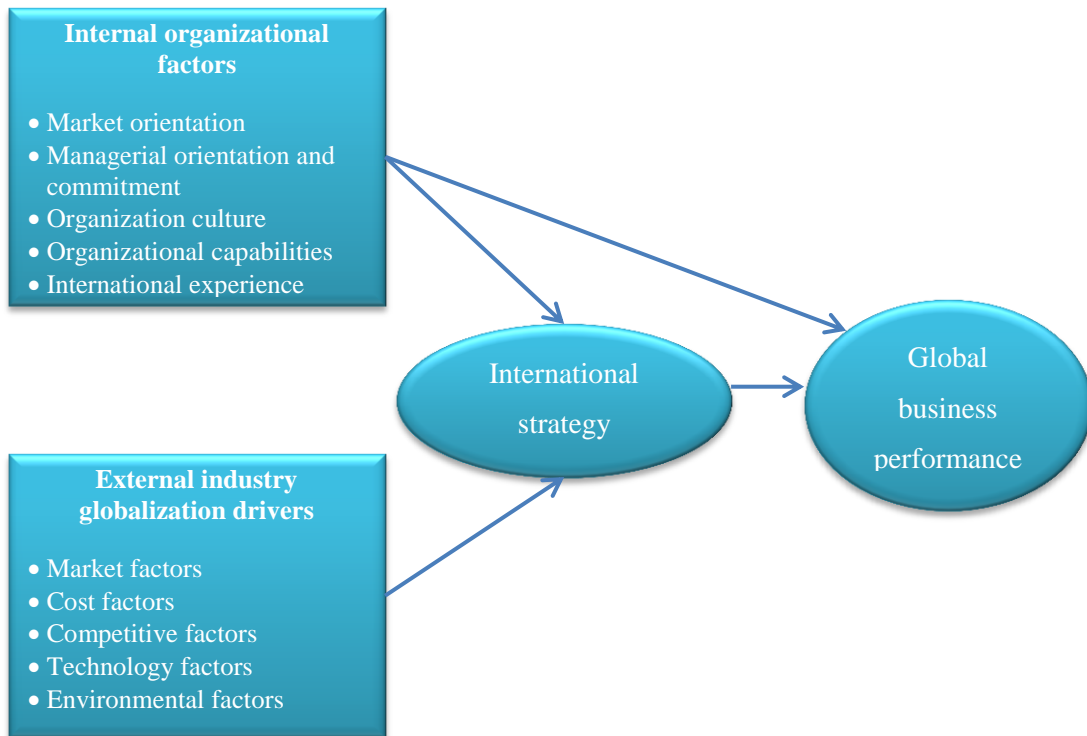 Internal organizational
factors
• Market orientation
• Managerial orientation and
commitment
• Organization culture
• Organizational capabilities
• International experience
International
strategy
Global
business
performance
External industry
globalization drivers
• Market factors
• Cost factors
• Competitive factors
• Technology factors
• Environmental factors